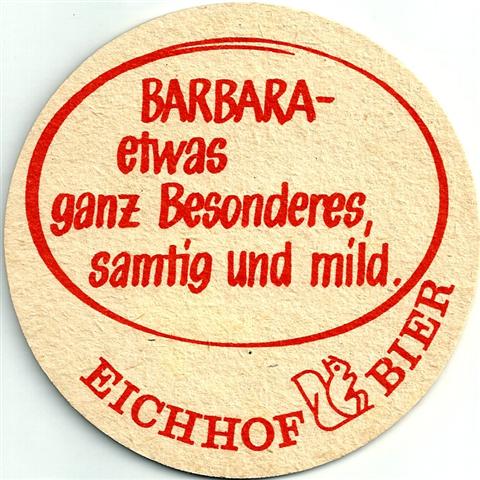 BARBARA-
etwas
ganz Besonderes,
samtig und mild.
EICHHOF BIER